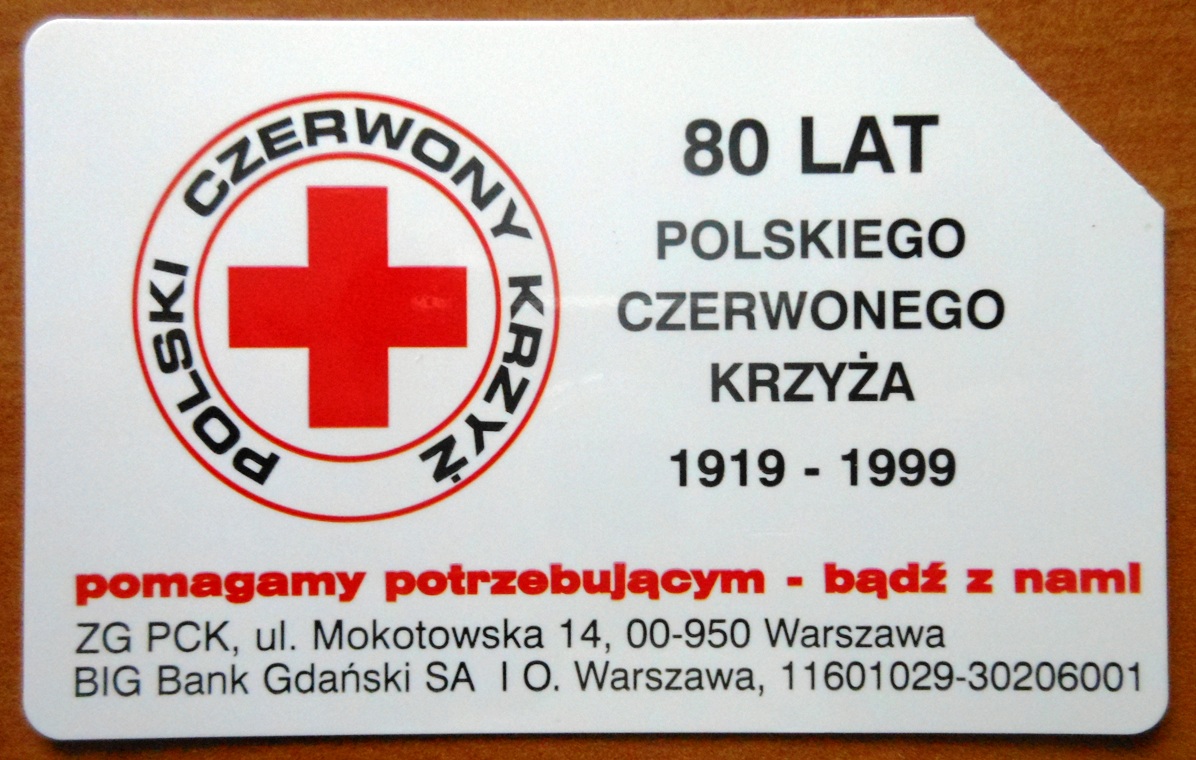 POLSKI CZERWONY KRZYŻ
80 LAT
POLSKIEGO
CZERWONEGO
KRZYŻA
1919 - 1999
pomagamy potrzebującym - bądź z nami
ZG PCK, ul. Mokotowska 14, 00-950 Warszawa
BIG Bank Gdański SA I O. Warszawa, 11601029-30206001